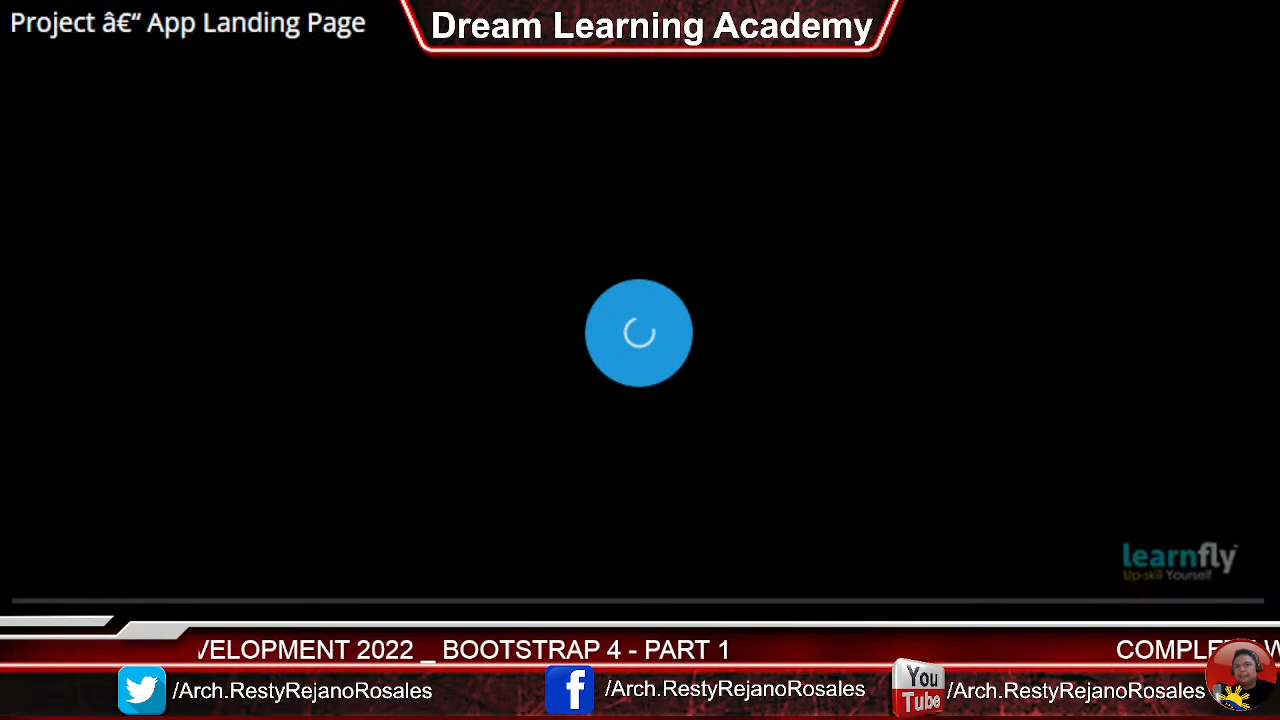 Project â€“ App Landing Page
Dream Learning Academy
learnfly
Up-skill Yourself
VELOPMENT 2022 _ BOOTSTRAP 4 - PART 1
COMPLE
/Arch.RestyRejanoRosales
f
/Arch.RestyRejanoRosales
You
Tube
/Arch.RestyRejanoRosales